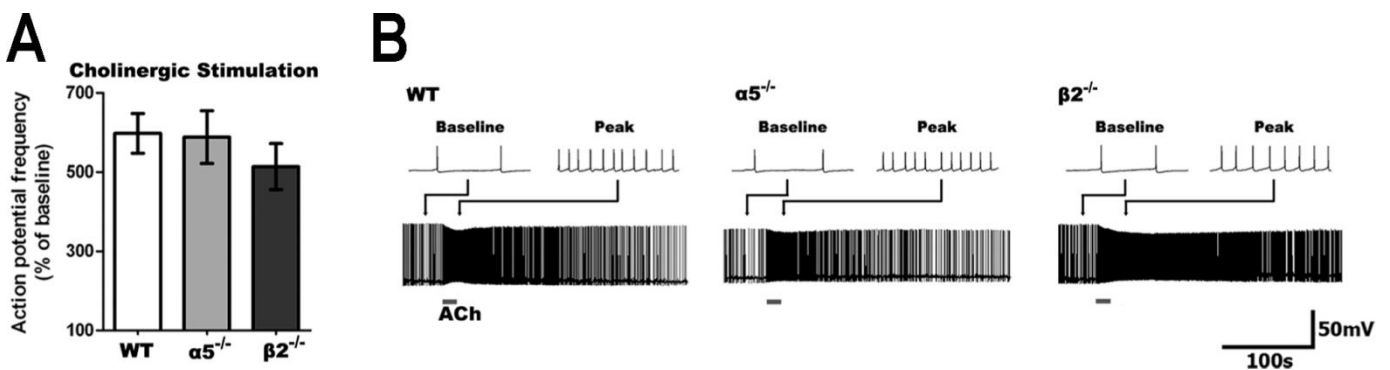 A
B
Cholinergic Stimulation
Action potential frequency
(% of baseline)
700
500
300
100
WT
α5-/-
β2-/-
WT
Baseline
Peak
ACh
α5-/-
Baseline
Peak
β2-/-
Baseline
Peak
50mV
100s